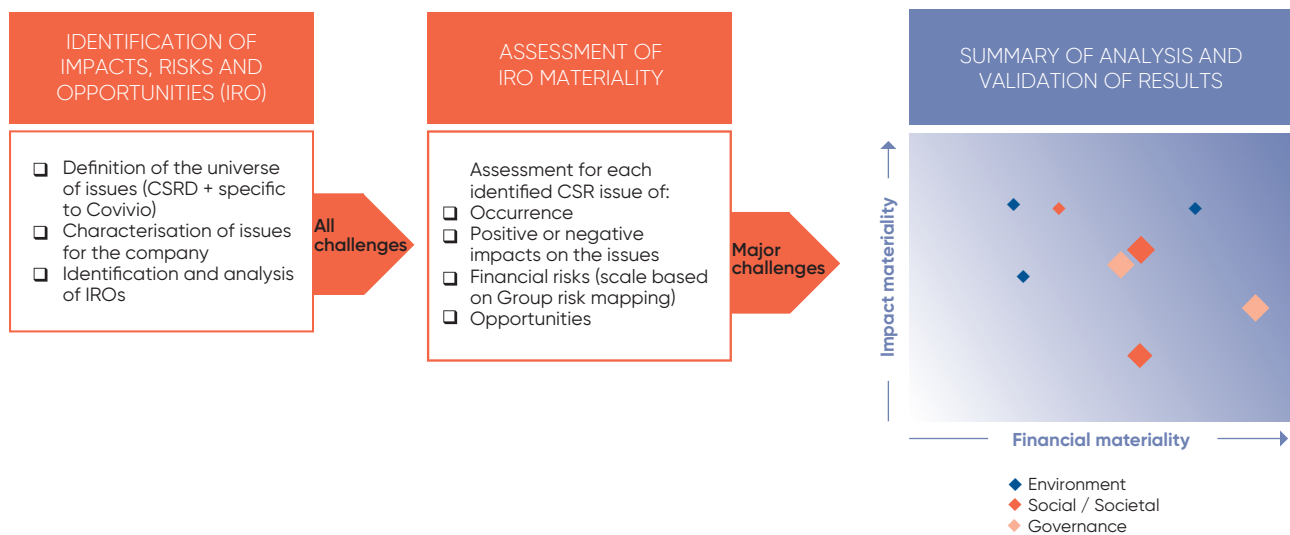 IDENTIFICATION OF
IMPACTS, RISKS AND
OPPORTUNITIES (IRO)
❑ Definition of the universe
of issues (CSRD + specific
to Covivio)
❑ Characterisation of issues
for the company
❑ Identification and analysis
of IROs
All
challenges
ASSESSMENT OF
IRO MATERIALITY
Assessment for each
identified CSR issue of:
❑ Occurrence
❑ Positive or negative
impacts on the issues
❑ Financial risks (scale based
on Group risk mapping)
❑ Opportunities
Major
challenges
SUMMARY OF ANALYSIS AND
VALIDATION OF RESULTS
Impact materiality
Financial materiality
Environment
Social / Societal
Governance